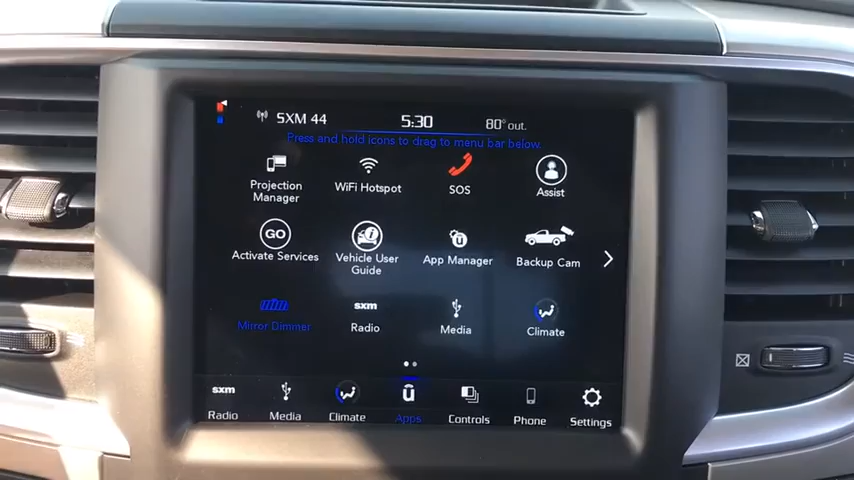 SXM 44 5:30 80° out.
Press and hold icons to drag to menu bar below.
Projection Manager
WiFi Hotspot
SOS
Assist
GO
Activate Services
Vehicle User Guide
App Manager
Backup Cam
Mirror Dimmer
sxm
Radio
Media
Climate
sxm
Radio
Media
Climate
Apps
Controls
Phone
Settings